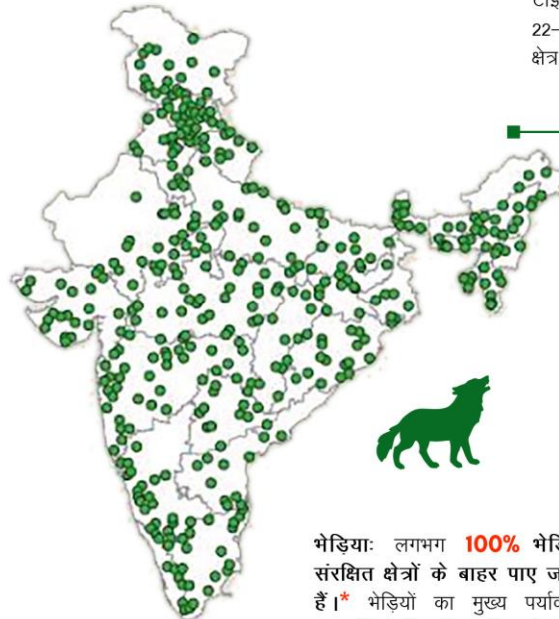 22–
क्षेत्र
भेड़ियाः लगभग 100% भेड़ि
संरक्षित क्षेत्रों के बाहर पाए ज
हैं।* भेड़ियों का मुख्य पर्याव